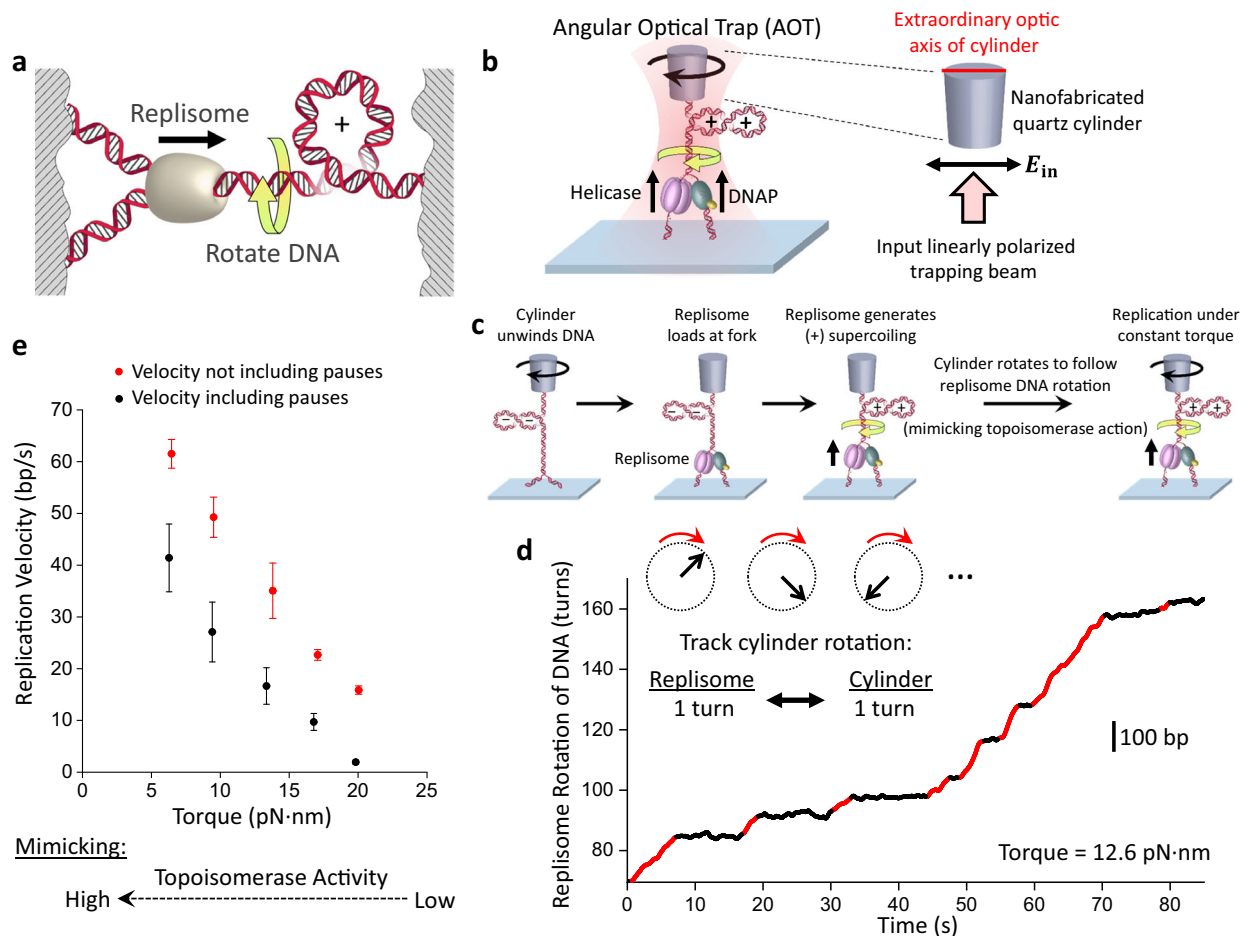 a
Replisome
+
Rotate DNA
b
Angular Optical Trap (AOT)
+ +
Helicase
DNAP
Extraordinary optic
axis of cylinder
Nanofabricated
quartz cylinder
E_in
Input linearly polarized
trapping beam
c
Cylinder
unwinds DNA
Replisome
loads at fork
Replisome generates
(+) supercoiling
Cylinder rotates to follow
replisome DNA rotation
(mimicking topoisomerase action)
Replication under
constant torque
− −
− −
+ +
+ +
Replisome
d
...
Track cylinder rotation:
Replisome
1 turn
Cylinder
1 turn
100 bp
Torque = 12.6 pN·nm
Replisome Rotation of DNA (turns)
160
140
120
100
80
0 10 20 30 40 50 60 70 80
Time (s)
e
Velocity not including pauses
Velocity including pauses
Replication Velocity (bp/s)
70
60
50
40
30
20
10
0
0 5 10 15 20 25
Torque (pN·nm)
Mimicking:
Topoisomerase Activity
High
Low